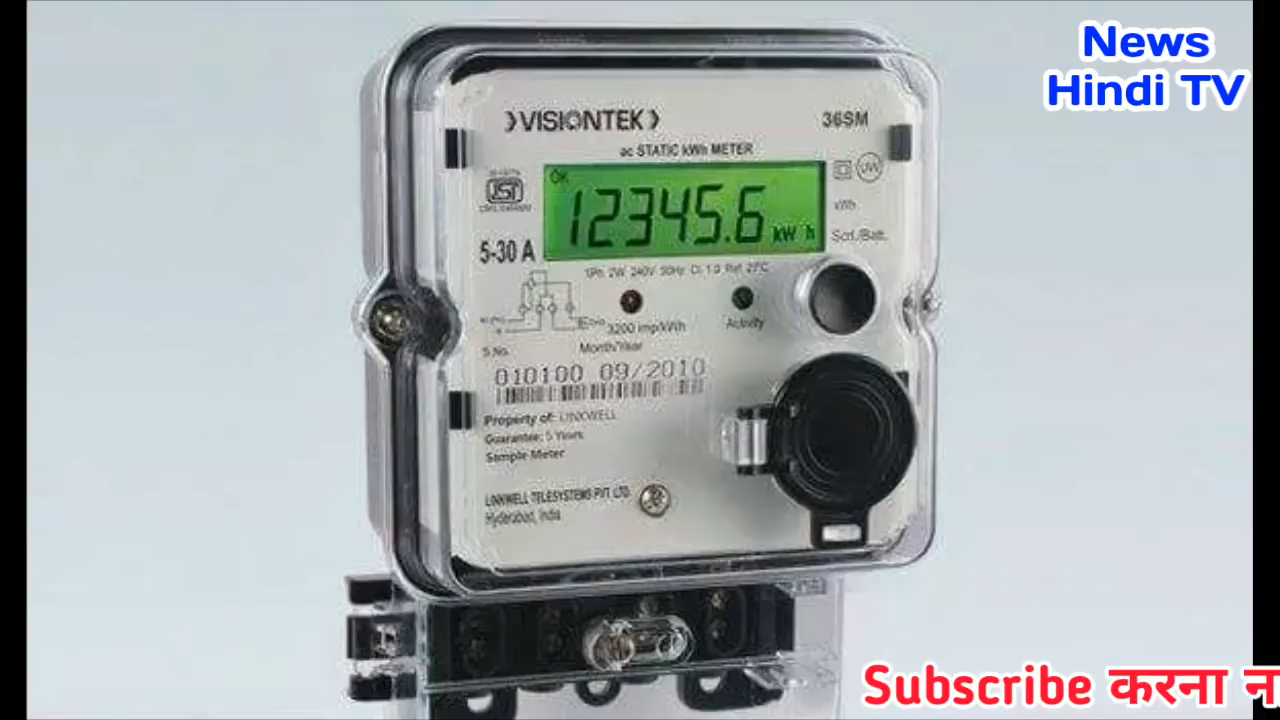 News
Hindi TV
VISIONTEK
36SM
ac STATIC kWh METER
OK
12345.6 kW h
UW
kWh
Scrl./Batt.
5-30 A
1Ph 2W 240V 50Hz Cl. 1.0 Ref. 27°C
3200 imp/kWh
Activity
S.No.
Month/Year
010100 09/2010
Property of: LINKWELL
Guarantee: 5 Years
Sample Meter
LINKWELL TELESYSTEMS PVT. LTD.
Hyderabad, India
Subscribe करना न